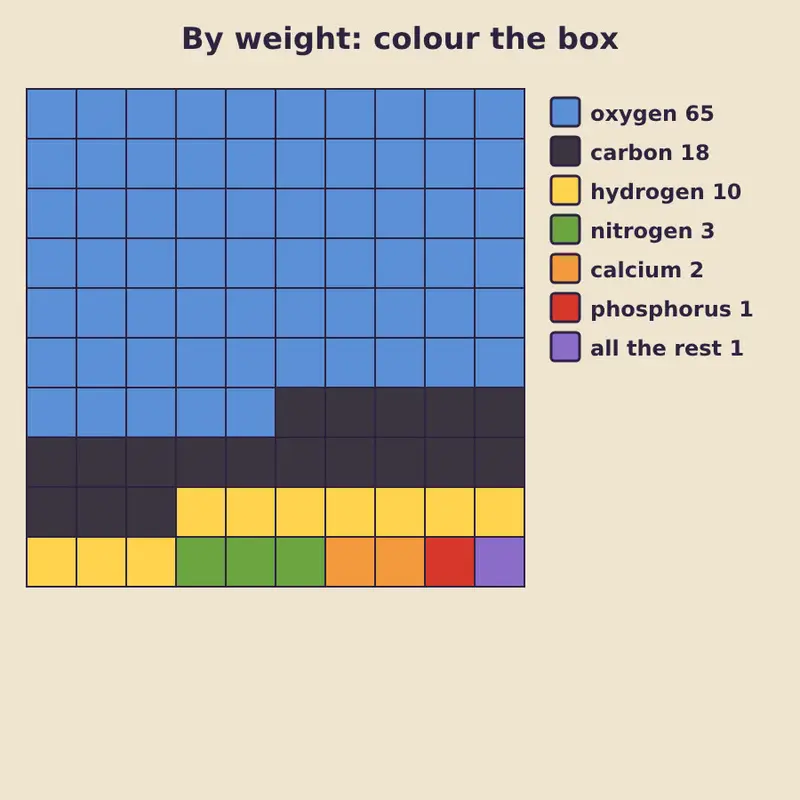 By weight: colour the box
oxygen 65
carbon 18
hydrogen 10
nitrogen 3
calcium 2
phosphorus 1
all the rest 1